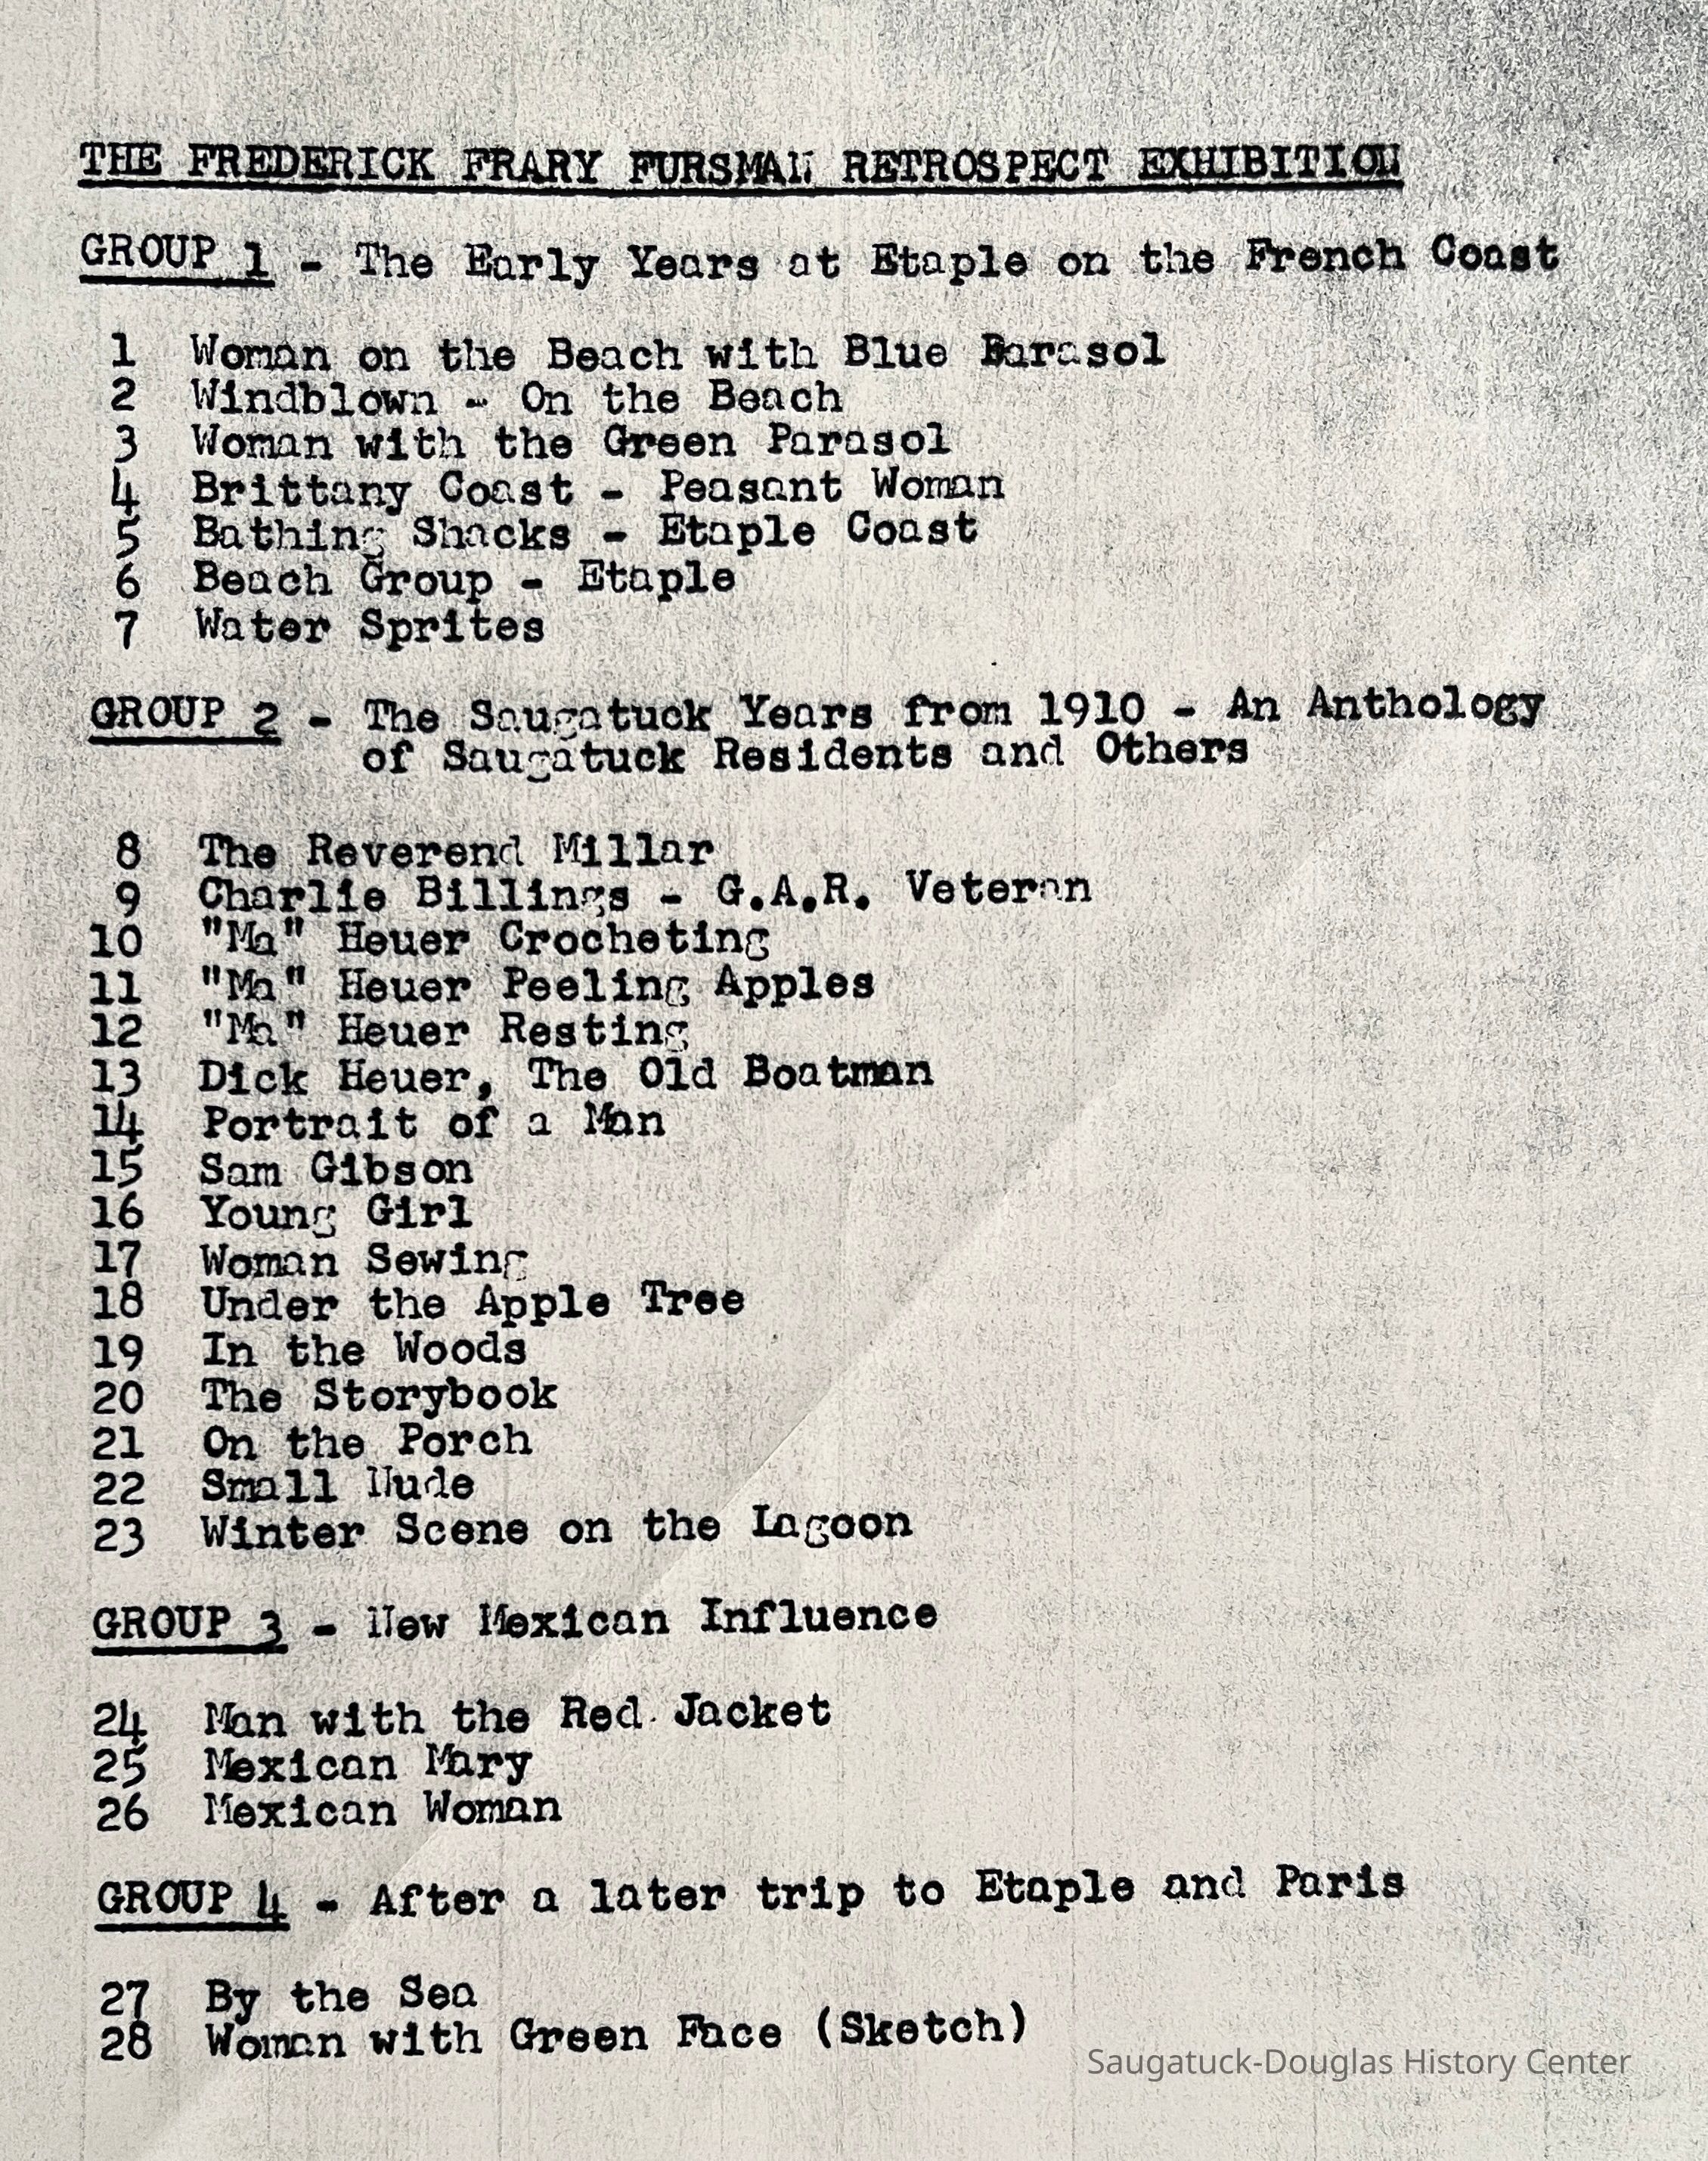 THE FREDERICK FRARY FURSMAN RETROSPECT EXHIBITION
GROUP 1 - The Early Years at Etaple on the French Coast
1 Woman on the Beach with Blue Parasol
2 Windblown - On the Beach
3 Woman with the Green Parasol
4 Brittany Coast - Peasant Woman
5 Bathing Shacks - Etaple Coast
6 Beach Group - Etaple
7 Water Sprites
GROUP 2 - The Saugatuck Years from 1910 - An Anthology
of Saugatuck Residents and Others
8 The Reverend Millar
9 Charlie Billings - G.A.R. Veteran
10 "Ma" Heuer Crocheting
11 "Ma" Heuer Peeling Apples
12 "Ma" Heuer Resting
13 Dick Heuer, The Old Boatman
14 Portrait of a Man
15 Sam Gibson
16 Young Girl
17 Woman Sewing
18 Under the Apple Tree
19 In the Woods
20 The Storybook
21 On the Porch
22 Small Nude
23 Winter Scene on the Lagoon
GROUP 3 - New Mexican Influence
24 Man with the Red Jacket
25 Mexican Mary
26 Mexican Woman
GROUP 4 - After a later trip to Etaple and Paris
27 By the Sea
28 Woman with Green Face (Sketch)
Saugatuck-Douglas History Center